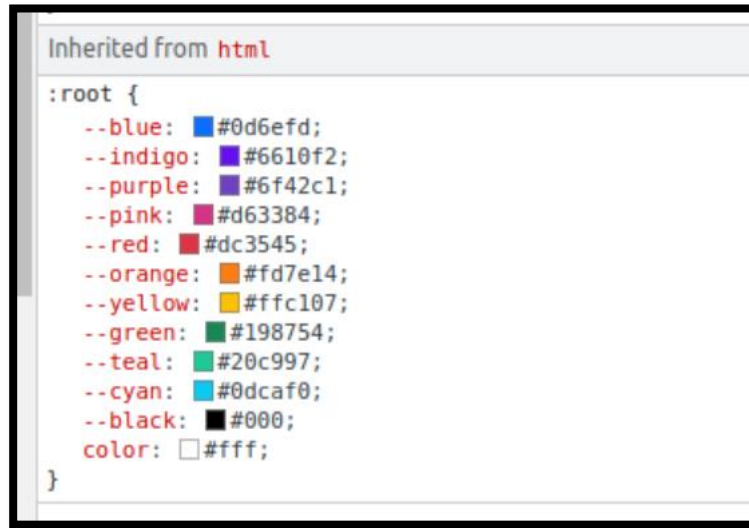 Inherited from html
:root {
--blue: #0d6efd;
--indigo: #6610f2;
--purple: #6f42c1;
--pink: #d63384;
--red: #dc3545;
--orange: #fd7e14;
--yellow: #ffc107;
--green: #198754;
--teal: #20c997;
--cyan: #0dcaf0;
--black: #000;
color: #fff;
}